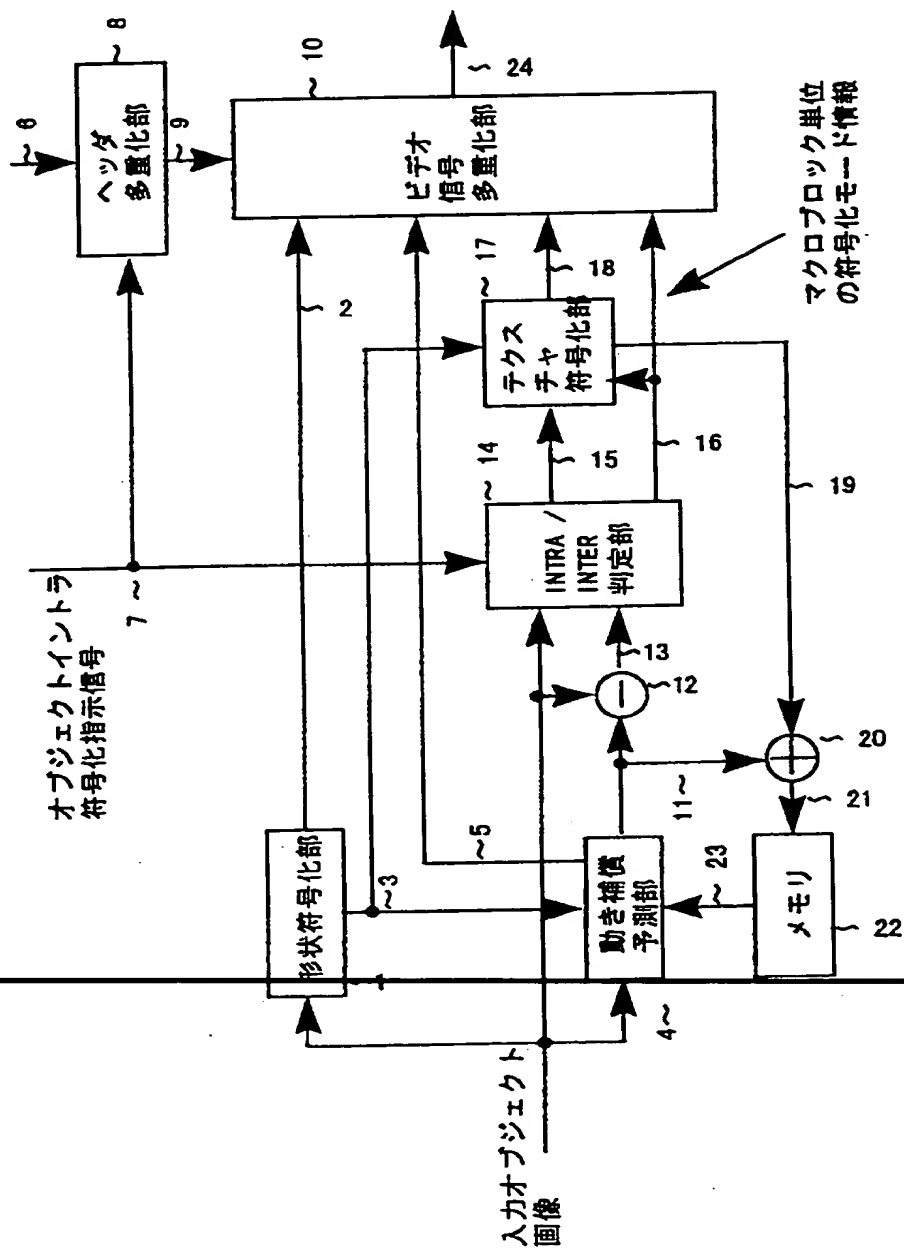 6
ヘッダ
多重化部
8
9
オブジェクトイントラ
符号化指示信号
7
10
ビデオ
信号
多重化部
24
形状符号化部
1
2
3
5
テクス
チャ
符号化部
17
18
INTRA /
INTER
判定部
14
15
16
マクロブロック単位
の符号化モード情報
入力オブジェクト
画像
4
動き補償
予測部
11
12
13
19
20
21
メモリ
22
23